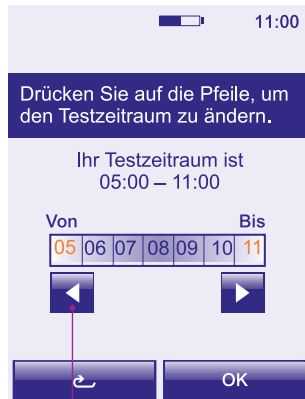 11:00
Drücken Sie auf die Pfeile, um
den Testzeitraum zu ändern.
Ihr Testzeitraum ist
05:00 – 11:00
Von Bis
05 06 07 08 09 10 11
OK